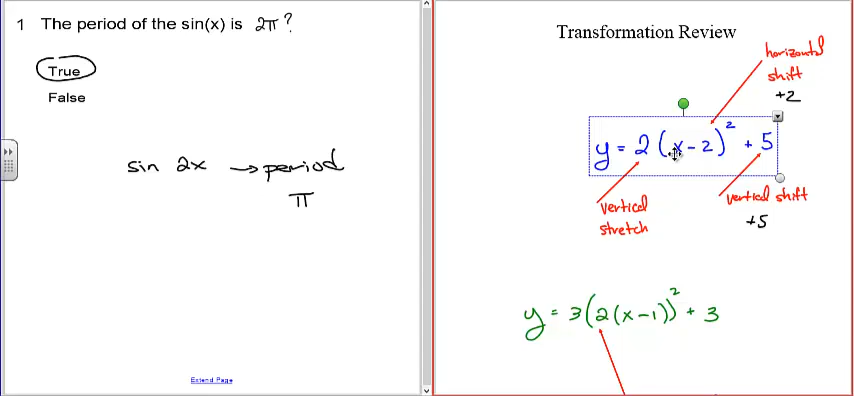 1 The period of the sin(x) is 2π?
True
False
sin 2x → period
π
Extend Page
Transformation Review
horizontal
shift
+2
y = 2(x-2)² + 5
vertical
stretch
vertical shift
+5
y = 3(2(x-1))² + 3